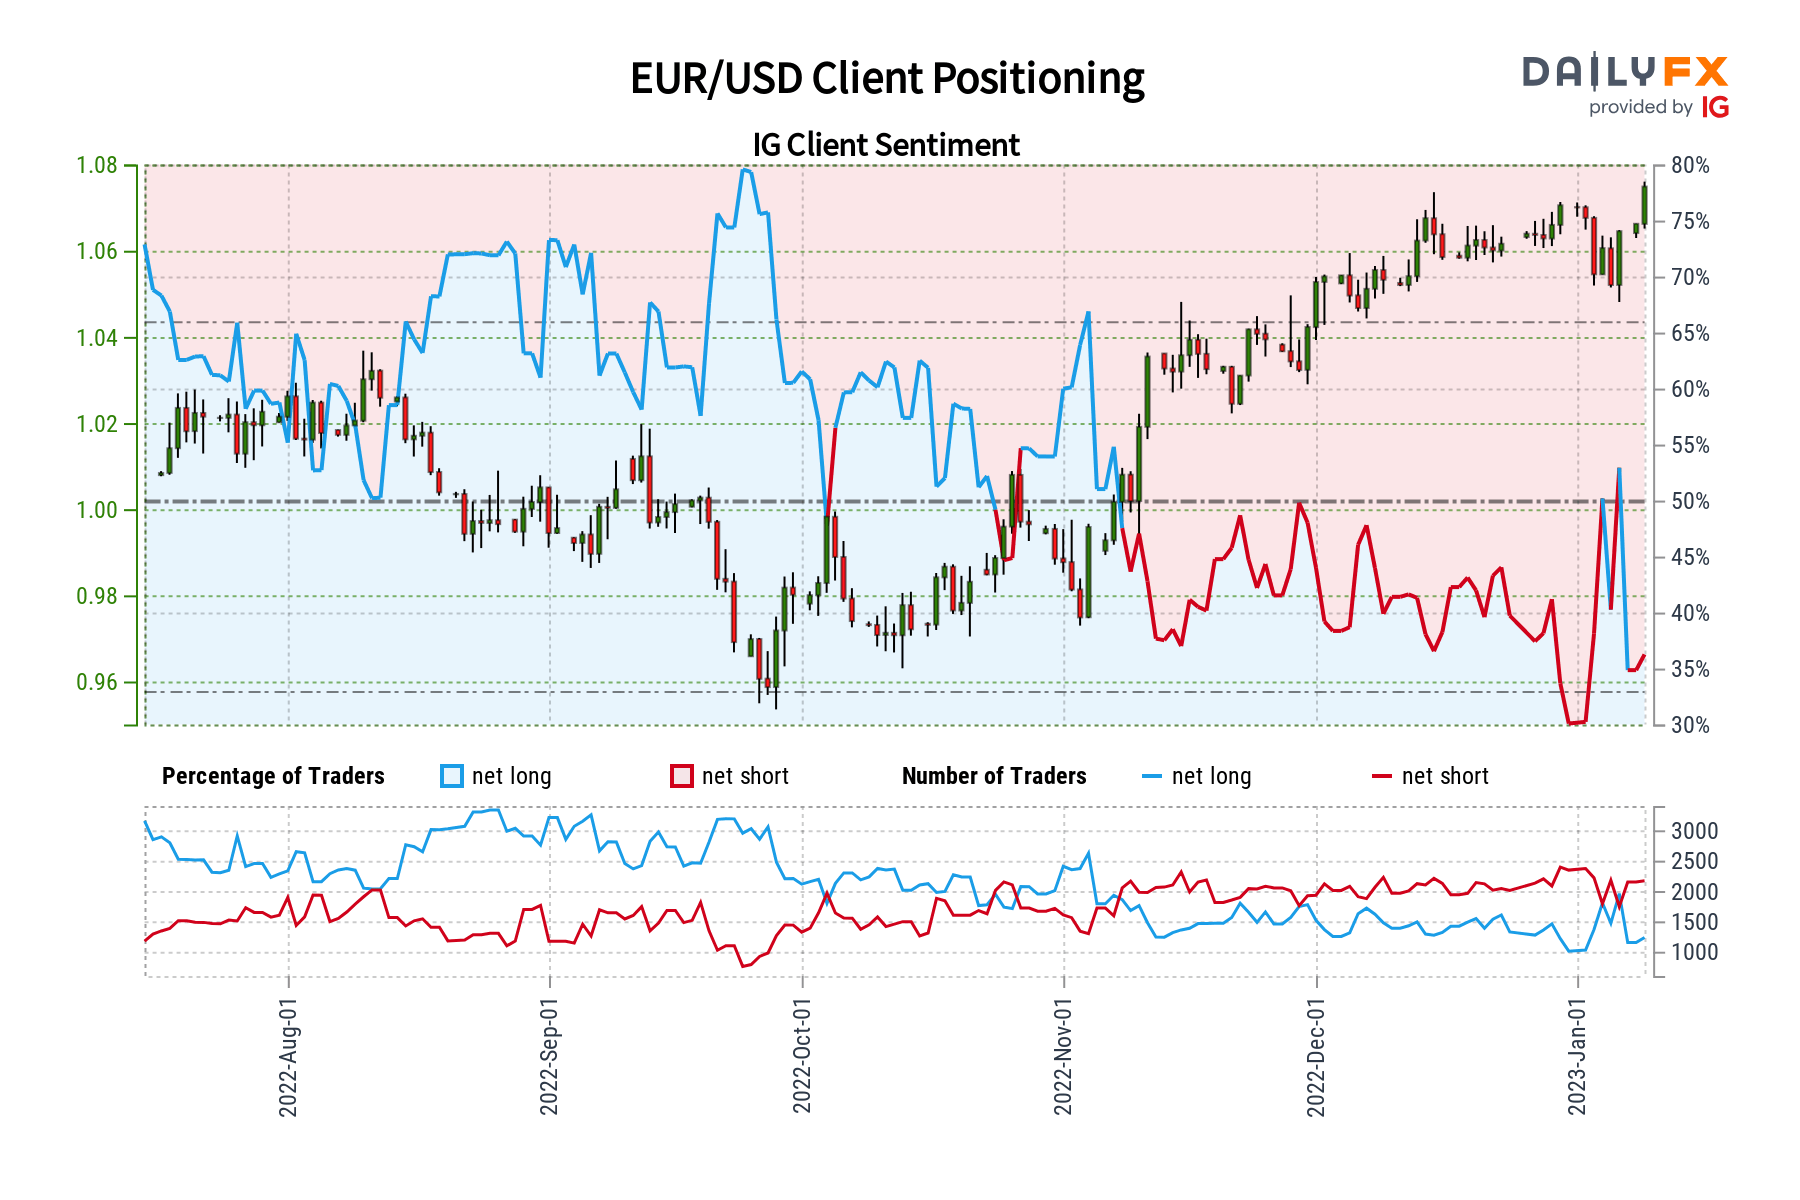 EUR/USD Client Positioning
DAILYFX
provided by IG
IG Client Sentiment
1.08
1.06
1.04
1.02
1.00
0.98
0.96
80%
75%
70%
65%
60%
55%
50%
45%
40%
35%
30%
Percentage of Traders net long net short Number of Traders net long net short
3000
2500
2000
1500
1000
2022-Aug-01
2022-Sep-01
2022-Oct-01
2022-Nov-01
2022-Dec-01
2023-Jan-01